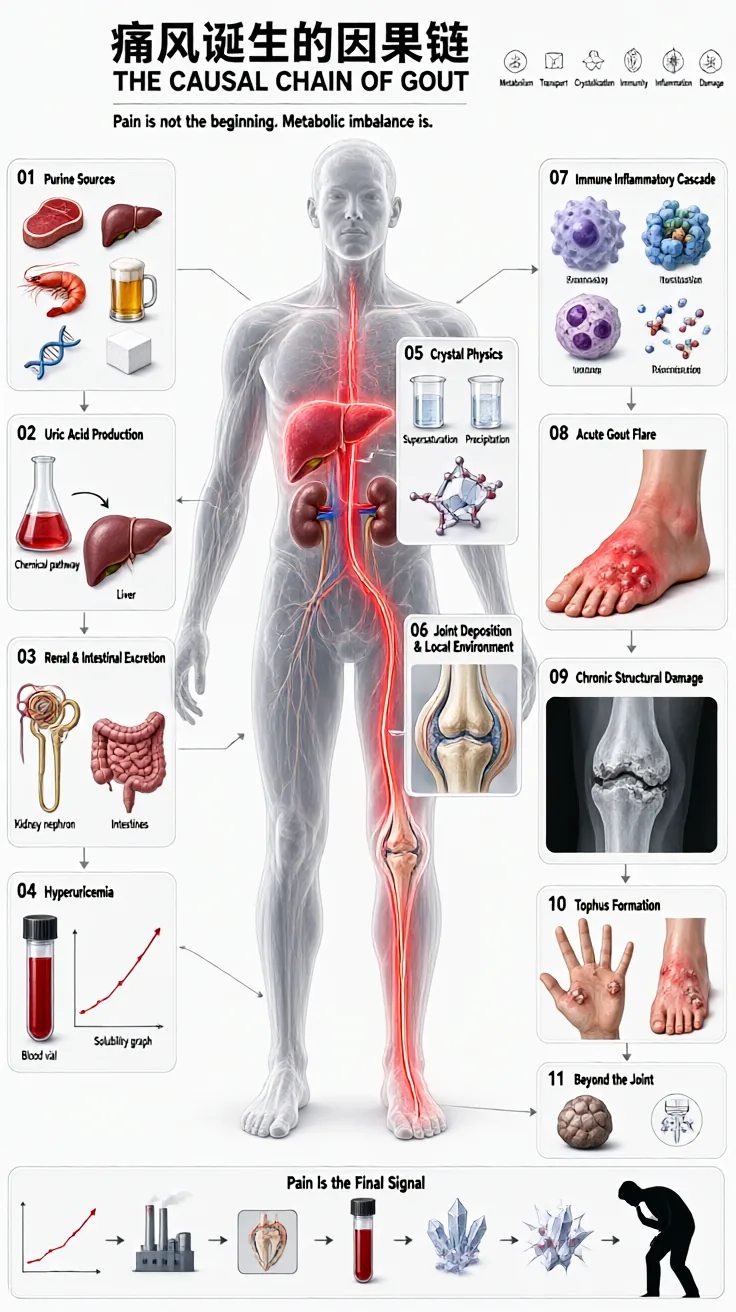 痛风诞生的因果链
THE CAUSAL CHAIN OF GOUT
Pain is not the beginning. Metabolic imbalance is.
Metabolism Transport Crystallization Immunity Inflammation Damage
01 Purine Sources
02 Uric Acid Production
Chemical pathway
Liver
03 Renal & Intestinal Excretion
Kidney nephron Intestines
04 Hyperuricemia
Blood vial
Solubility graph
05 Crystal Physics
Supersaturation Precipitation
06 Joint Deposition
& Local Environment
07 Immune Inflammatory Cascade
08 Acute Gout Flare
09 Chronic Structural Damage
10 Tophus Formation
11 Beyond the Joint
Pain Is the Final Signal